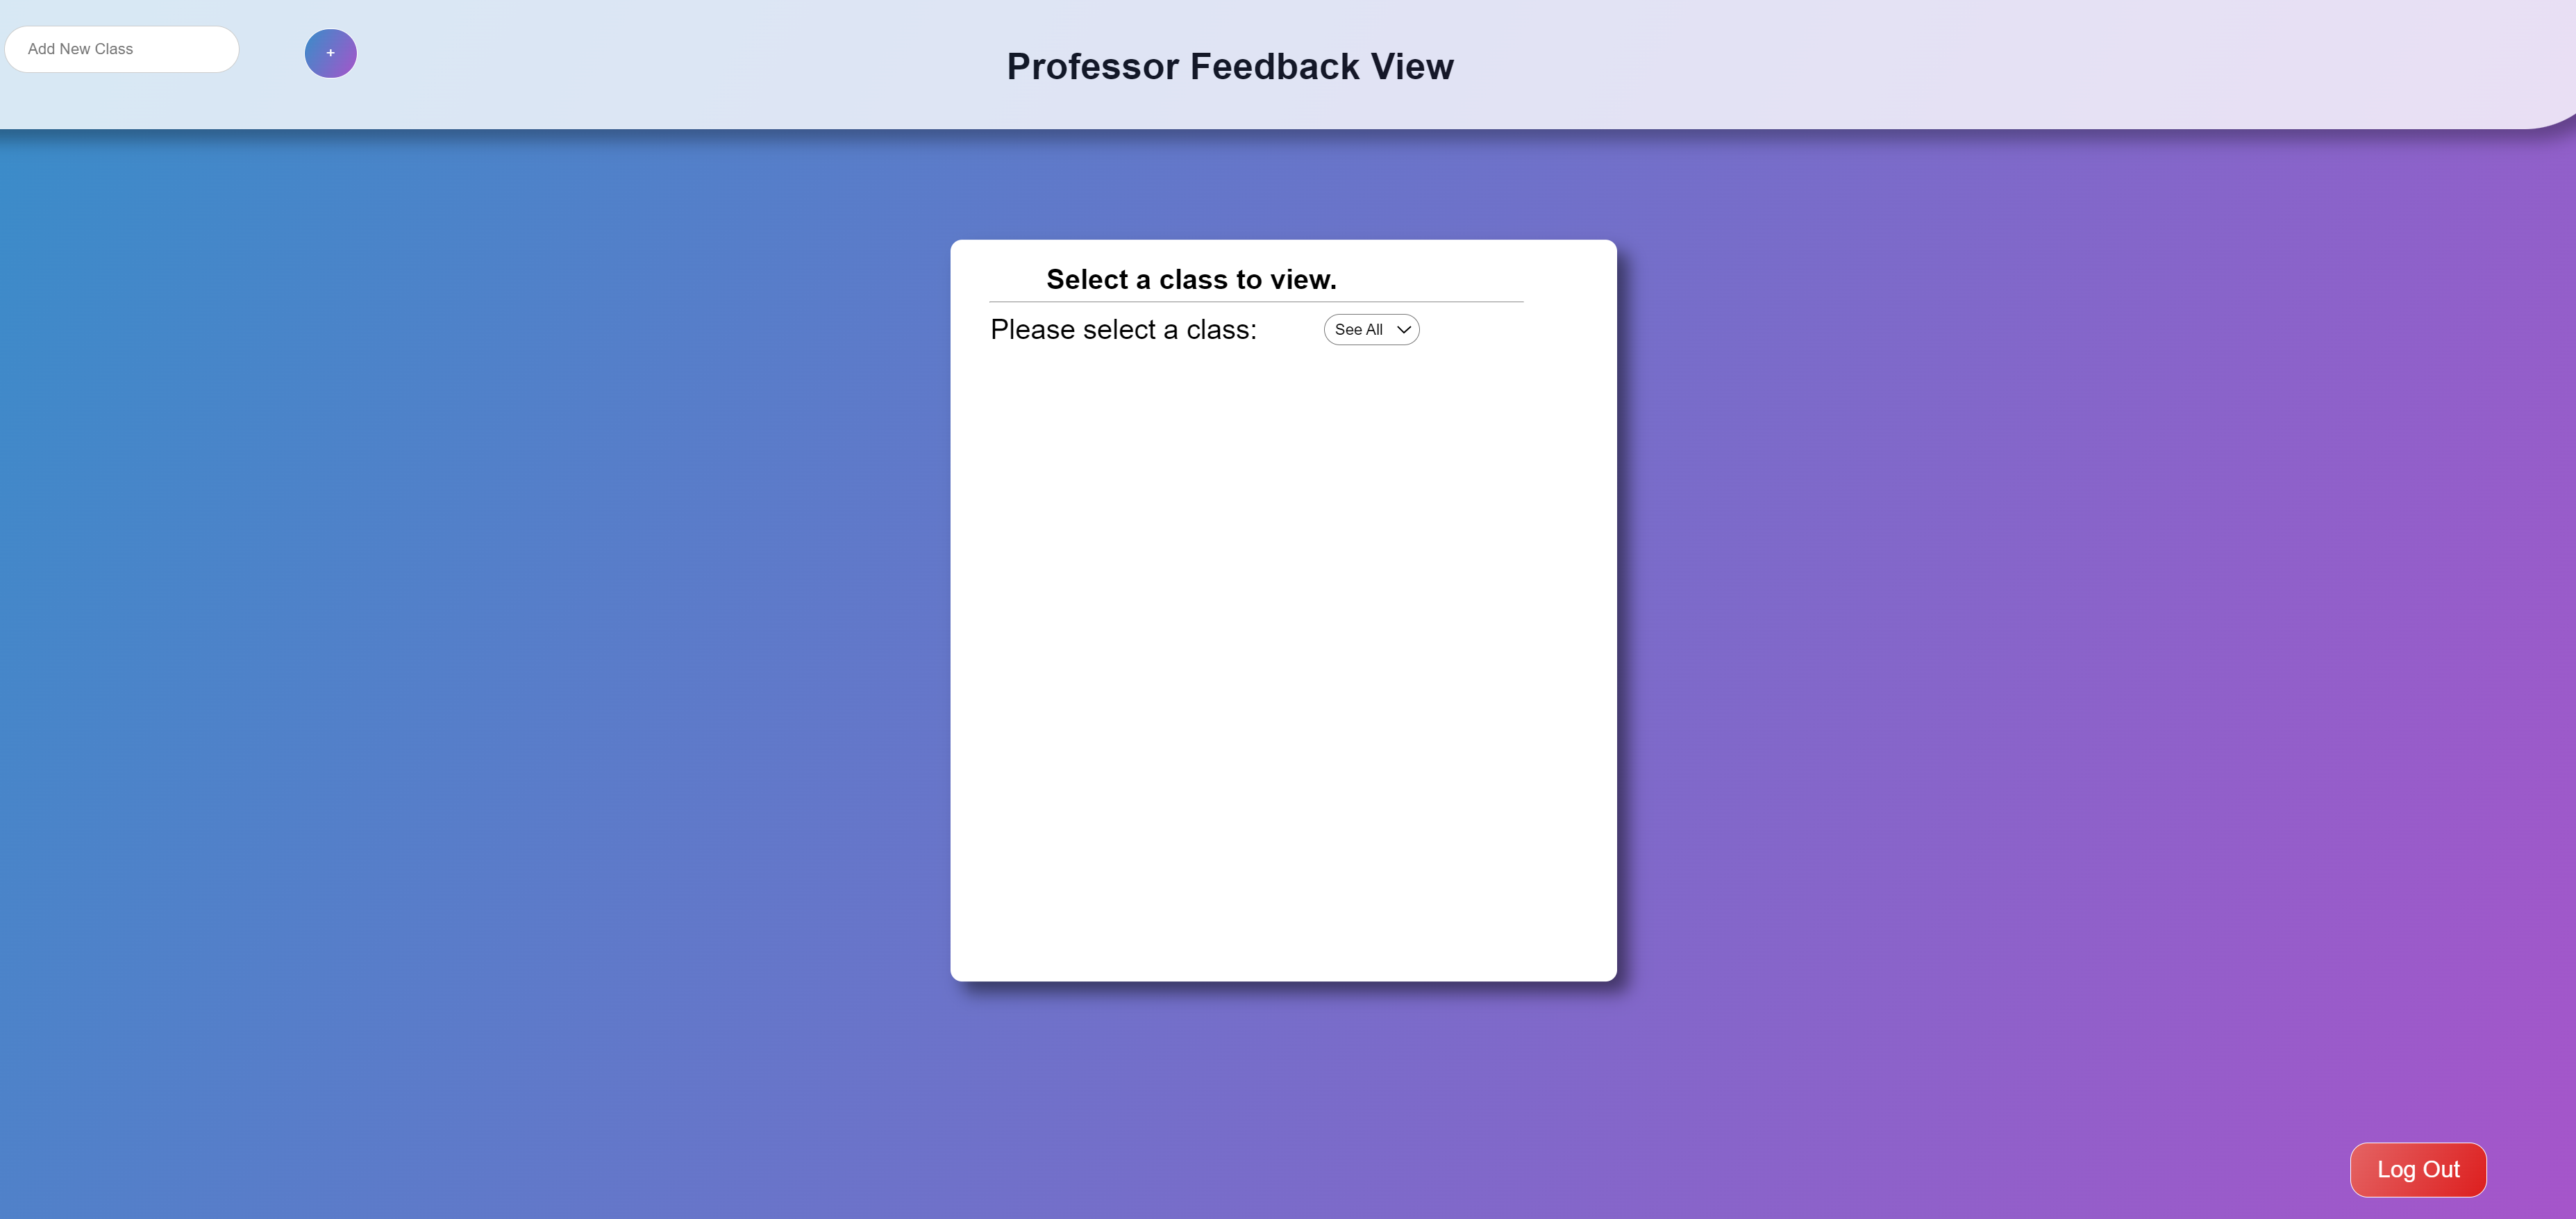 Add New Class
+
Professor Feedback View
Select a class to view.
Please select a class:
See All
Log Out